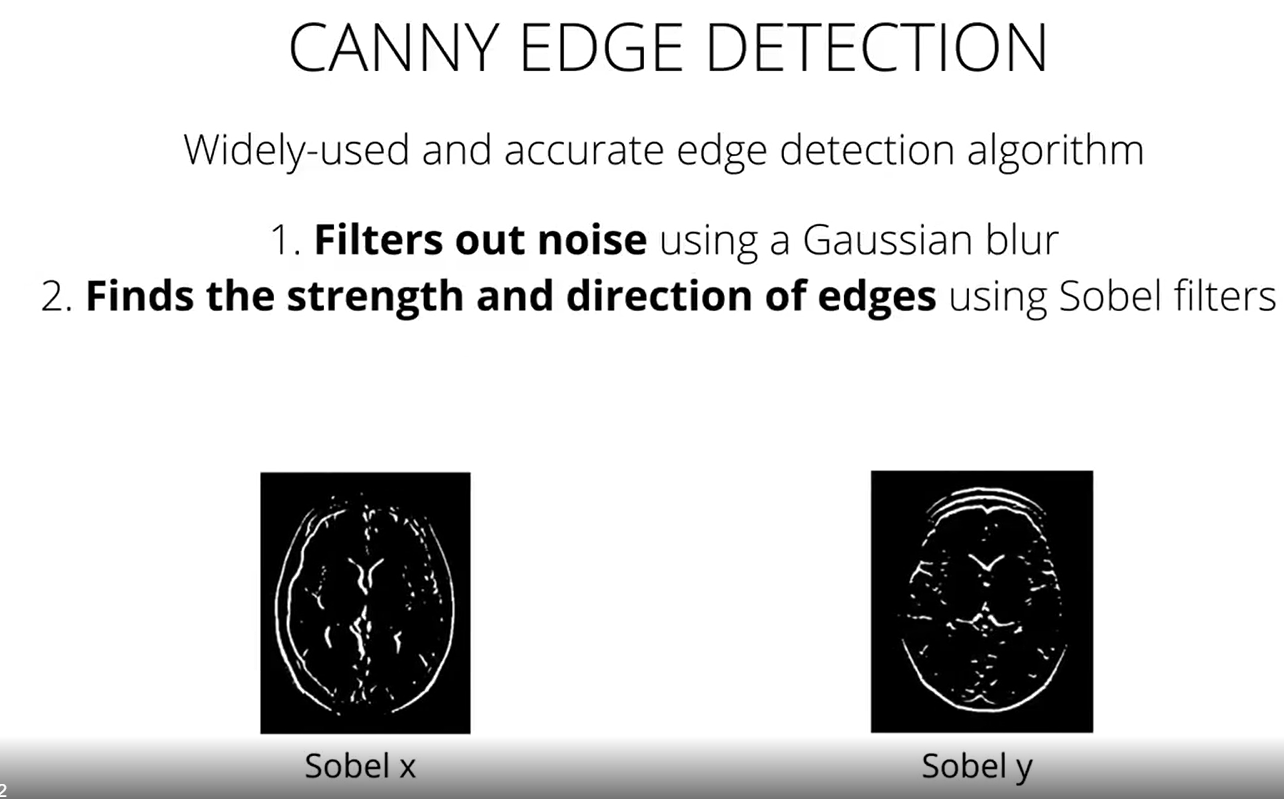 CANNY EDGE DETECTION
Widely-used and accurate edge detection algorithm
1. Filters out noise using a Gaussian blur
2. Finds the strength and direction of edges using Sobel filters
Sobel x
Sobel y
2